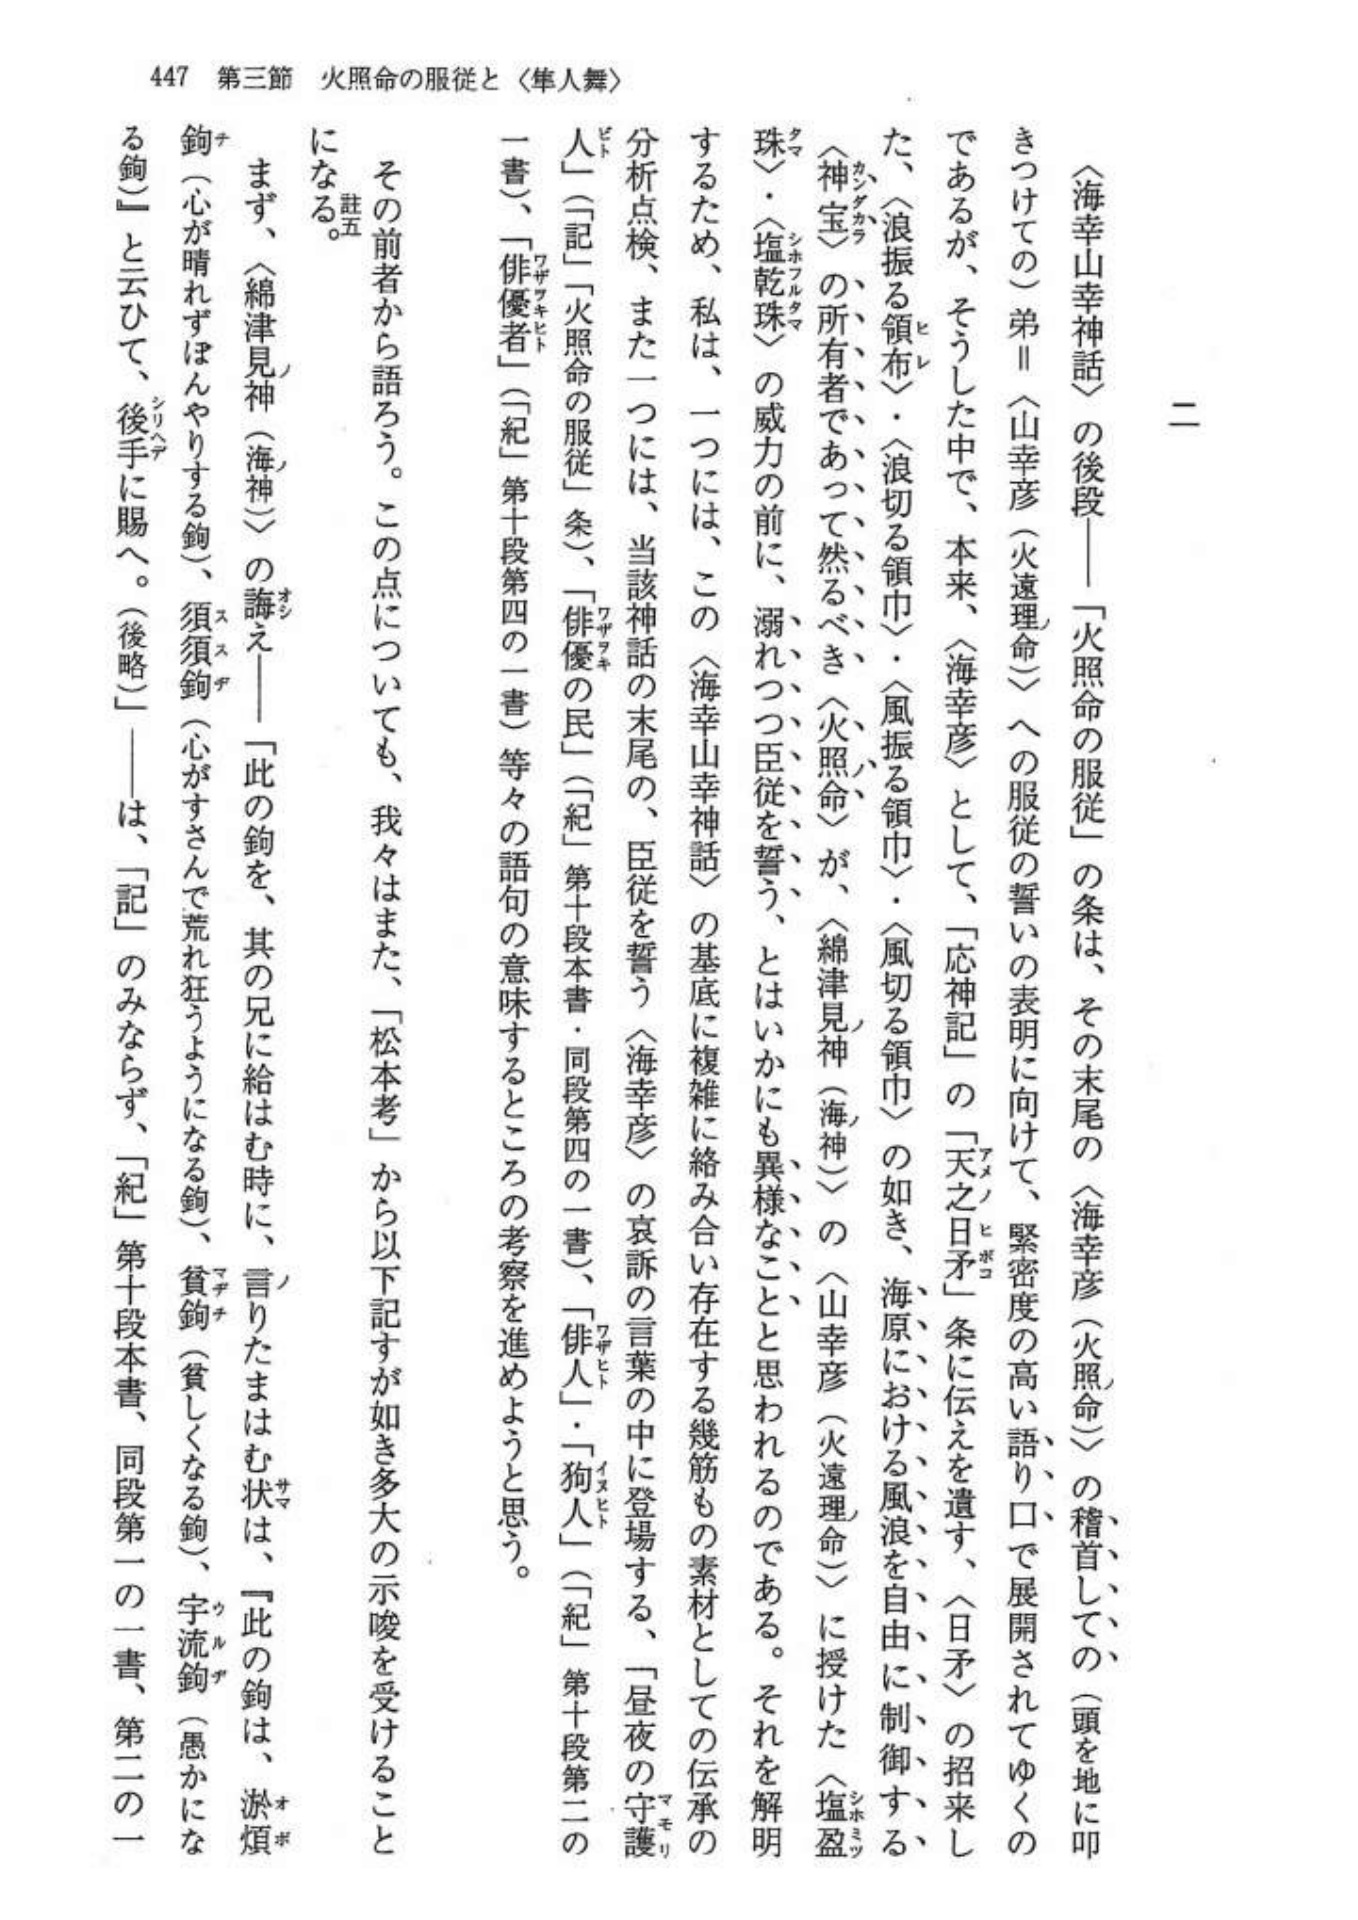 447 第三節 火照命の服従と〈隼人舞〉
二
〈海幸山幸神話〉の後段――「火照命の服従」の条は、その末尾の〈海幸彦（火照ノ命）〉の稽首しての（頭を地に叩
きつけての）弟＝〈山幸彦（火遠理ノ命）〉への服従の誓いの表明に向けて、緊密度の高い語り口で展開されてゆくの
であるが、そうした中で、本来、〈海幸彦〉として、「応神記」の「天之日矛」条に伝えを遺す、〈日矛〉の招来し
た、〈浪振る領布〉・〈浪切る領巾〉・〈風振る領巾〉・〈風切る領巾〉の如き、海原における風浪を自由に制御する
〈神宝〉の所有者であって然るべき〈火照ノ命〉が、〈綿津見ノ神（海ノ神）〉の〈山幸彦（火遠理ノ命）〉に授けた〈塩盈
珠〉・〈塩乾珠〉の威力の前に、溺れつつ臣従を誓う、とはいかにも異様なことと思われるのである。それを解明
するため、私は、一つには、この〈海幸山幸神話〉の基底に複雑に絡み合い存在する幾筋もの素材としての伝承の
分析点検、また一つには、当該神話の末尾の、臣従を誓う〈海幸彦〉の哀訴の言葉の中に登場する、「昼夜の守護
人」（「記」「火照命の服従」条）、「俳優の民」（「紀」第十段本書・同段第四の一書）、「俳人」・「狗人」（「紀」第十段第二の
一書）、「俳優者」（「紀」第十段第四の一書）等々の語句の意味するところの考察を進めようと思う。
その前者から語ろう。この点についても、我々はまた、「松本考」から以下記すが如き多大の示唆を受けること
になる。註五
まず、〈綿津見ノ神（海ノ神）〉の誨え――「此の鉤を、其の兄に給はむ時に、言りたまはむ状は、『此の鉤は、淤煩
鉤（心が晴れずぼんやりする鉤）、須須鉤（心がすさんで荒れ狂うようになる鉤）、貧鉤（貧しくなる鉤）、宇流鉤（愚かにな
る鉤）』と云ひて、後手に賜へ。（後略）」――は、「記」のみならず、「紀」第十段本書、同段第一の一書、第二の一